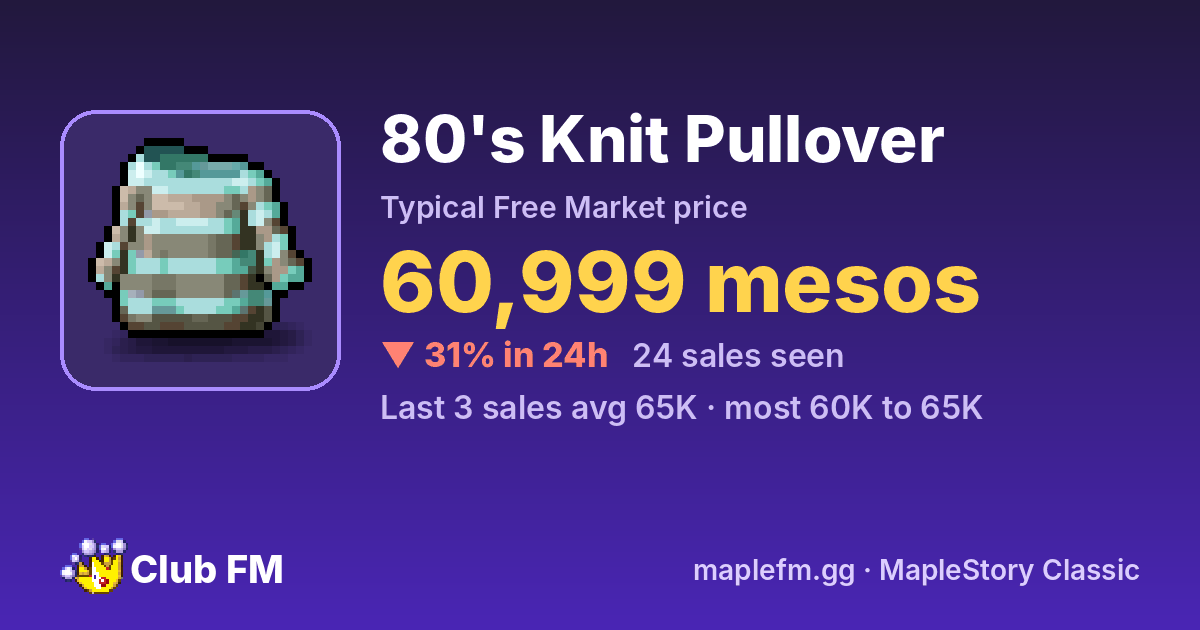 80's Knit Pullover
Typical Free Market price
60,999 mesos
▼ 31% in 24h 24 sales seen
Last 3 sales avg 65K · most 60K to 65K
Club FM
maplefm.gg · MapleStory Classic